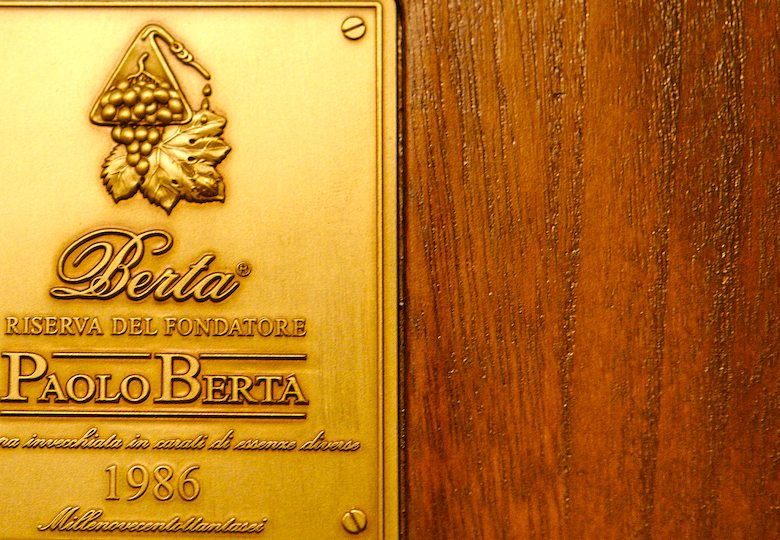 Berta®
RISERVA DEL FONDATORE
PAOLO BERTA
invecchiata in carati di essenze diverse
1986
Millenovecentottantasei